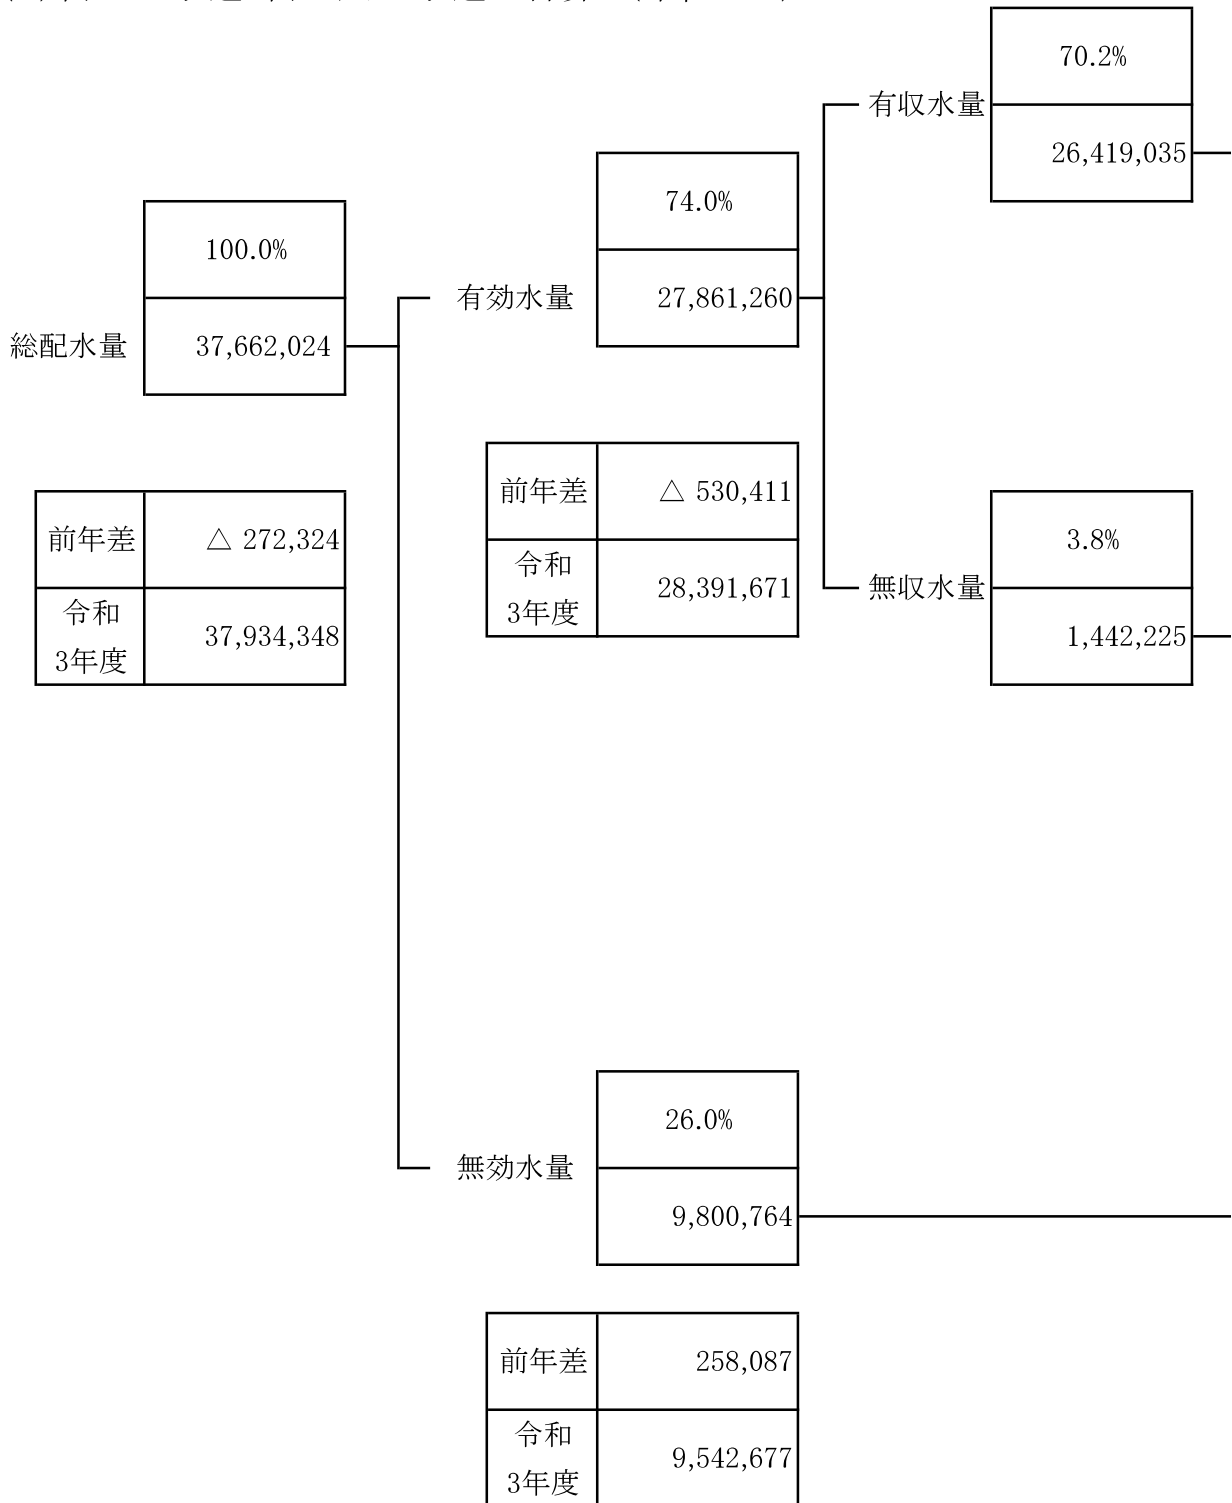 70.2%
有収水量
26,419,035
74.0%
100.0%
有効水量
27,861,260
総配水量
37,662,024
前年差
△ 530,411
前年差
△ 272,324
3.8%
令和
3年度
28,391,671
無収水量
令和
3年度
37,934,348
1,442,225
26.0%
無効水量
9,800,764
前年差
258,087
令和
3年度
9,542,677